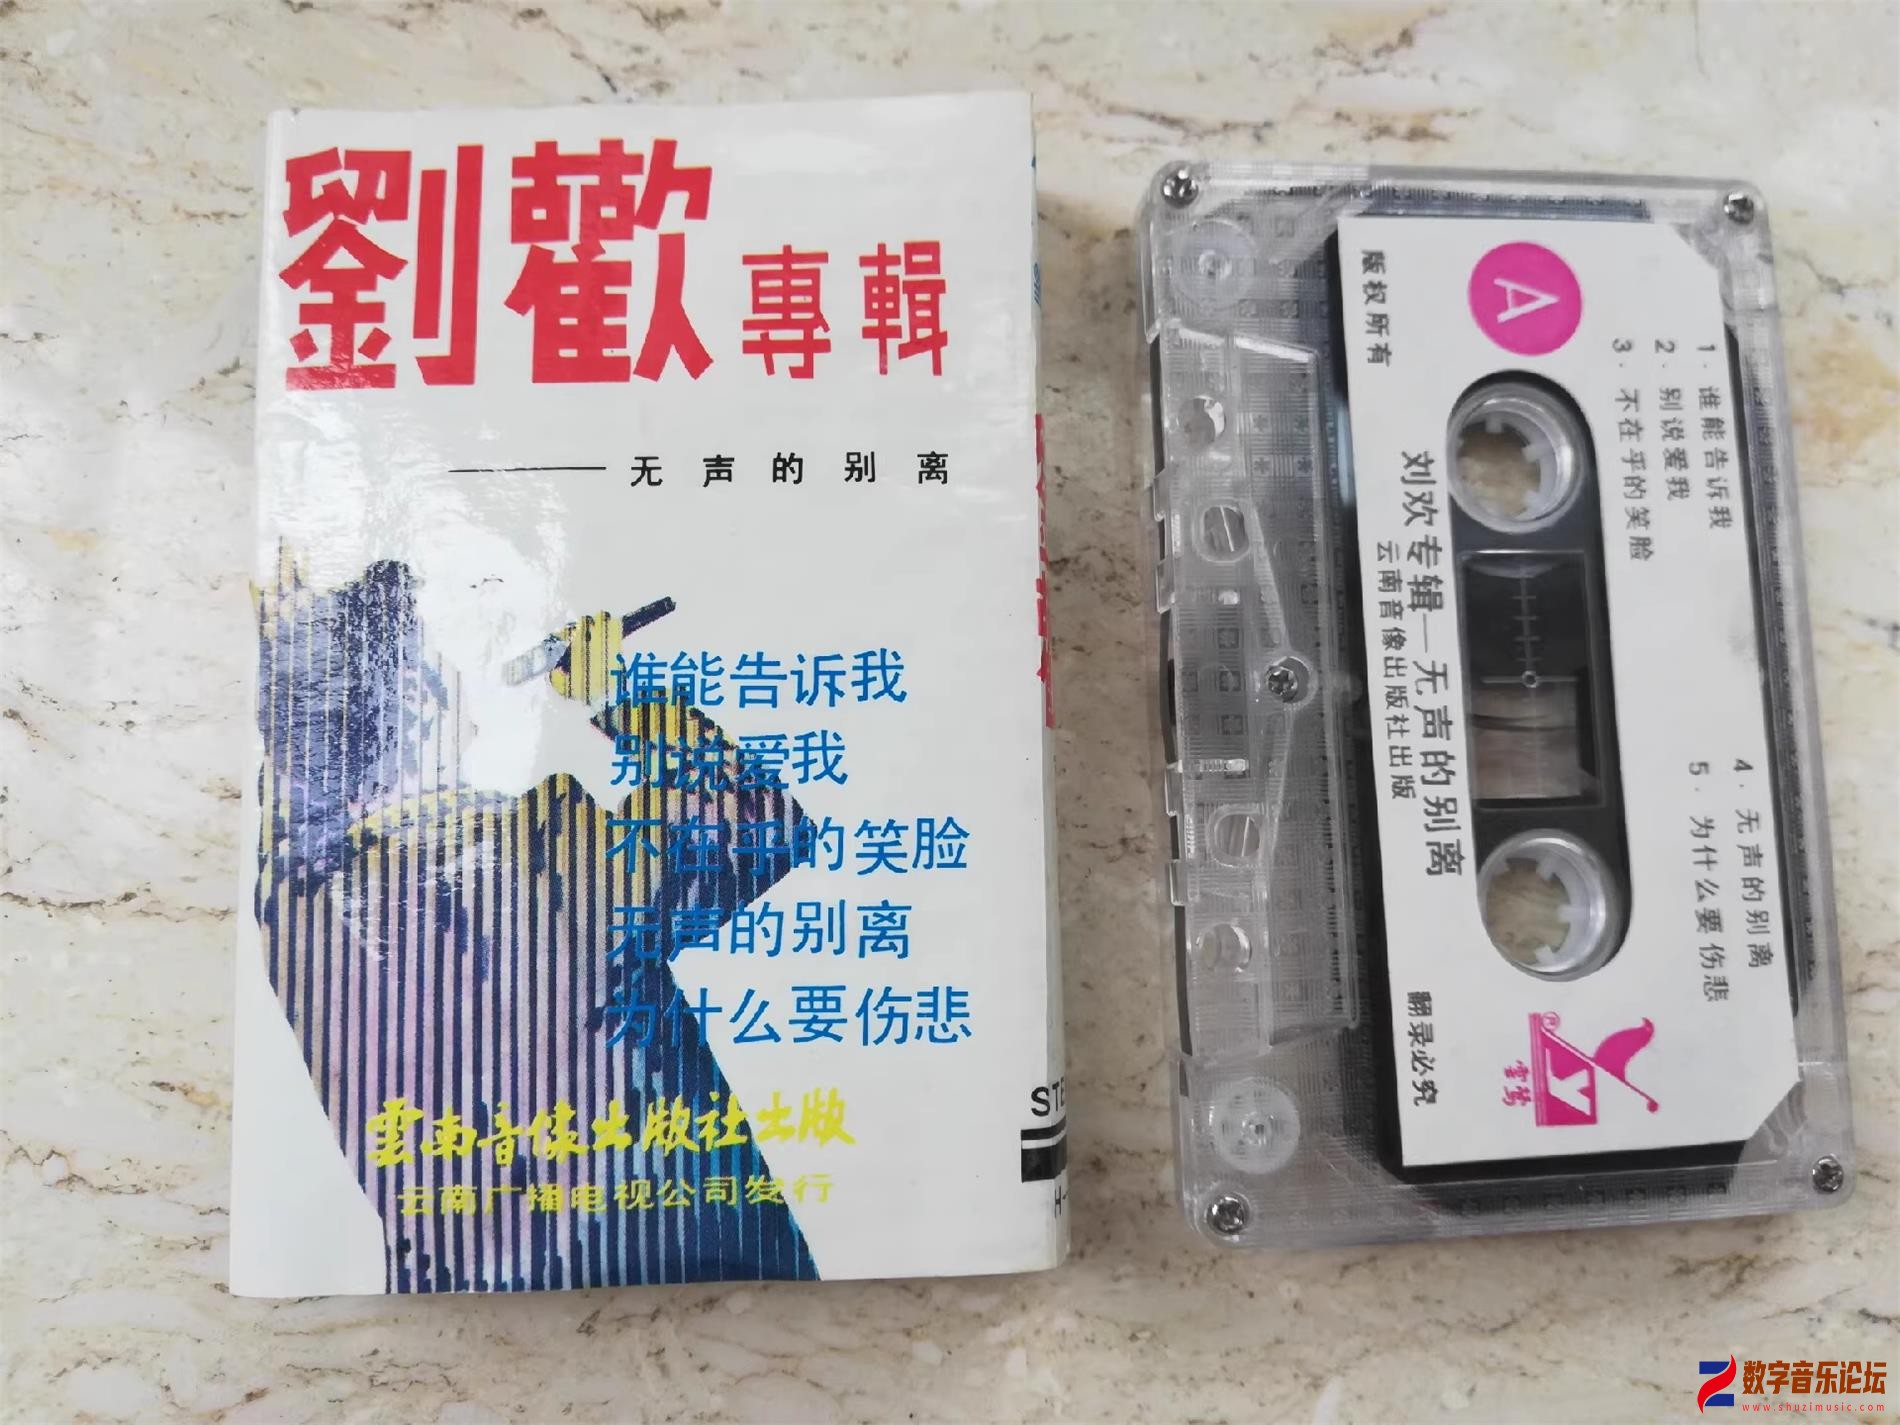 劉歡專輯
——无声的别离
谁能告诉我
别说爱我
不在乎的笑脸
无声的别离
为什么要伤悲
雲南音像出版社出版
云南广播电视公司发行
STE
H-
A
版权所有
1．谁能告诉我
2．别说爱我
3．不在乎的笑脸
4．无声的别离
5．为什么要伤悲
刘欢专辑—无声的别离
云南音像出版社出版
翻录必究
®
雲鶯
数字音乐论坛
www.shuzimusic.com